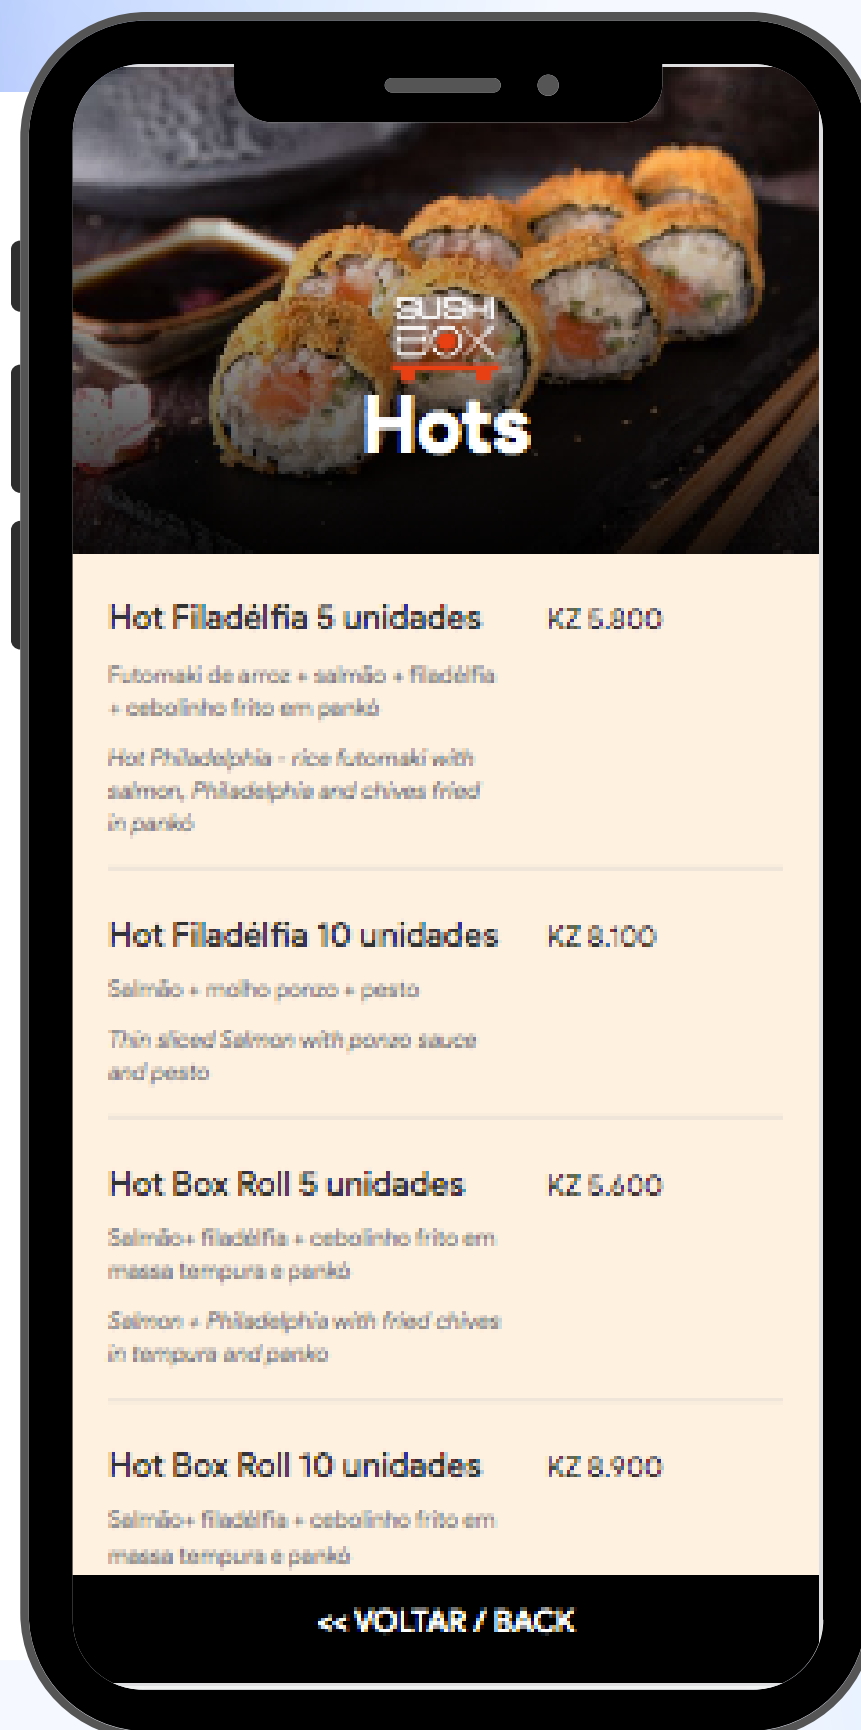 SUSHI
BOX
Hots
Hot Filadélfia 5 unidades
KZ 5.800
Futomaki de arroz + salmão + filadélfia
+ cebolinho frito em pankó
Hot Philadelphia - rice futomaki with
salmon, Philadelphia and chives fried
in pankó
Hot Filadélfia 10 unidades
KZ 8.100
Salmão + molho ponzo + pesto
Thin sliced Salmon with ponzo sauce
and pesto
Hot Box Roll 5 unidades
KZ 5.600
Salmão+ filadélfia + cebolinho frito em
massa tempura e pankó
Salmon + Philadelphia with fried chives
in tempura and panko
Hot Box Roll 10 unidades
KZ 8.900
Salmão+ filadélfia + cebolinho frito em
massa tempura e pankó
<< VOLTAR / BACK